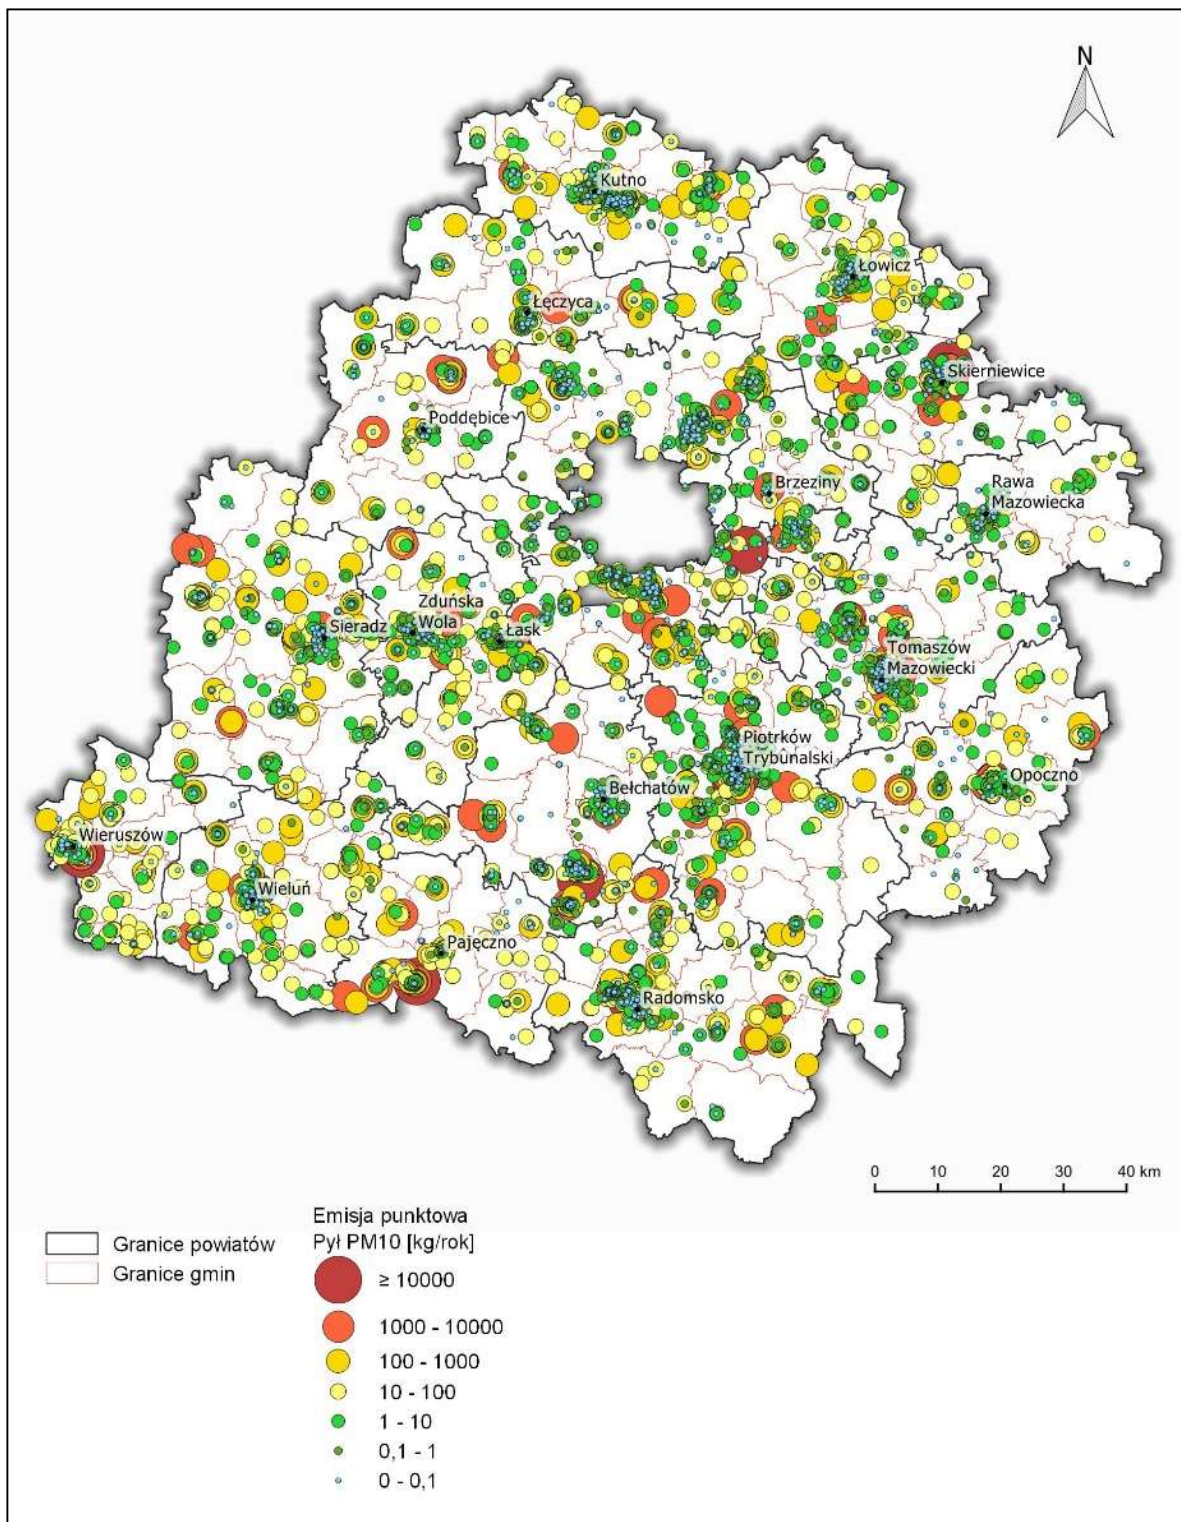 N
Kutno
Łowicz
Łęczyca
Skierniewice
Poddębice
Brzeziny
Rawa
Mazowiecka
Zduńska
Wola
Sieradz
Łask
Tomaszów
Mazowiecki
Piotrków
Trybunalski
Opoczno
Bełchatów
Wieruszów
Wieluń
Pajęczno
Radomsko
0 10 20 30 40 km
Emisja punktowa
Pył PM10 [kg/rok]
Granice powiatów
Granice gmin
≥ 10000
1000 - 10000
100 - 1000
10 - 100
1 - 10
0,1 - 1
0 - 0,1